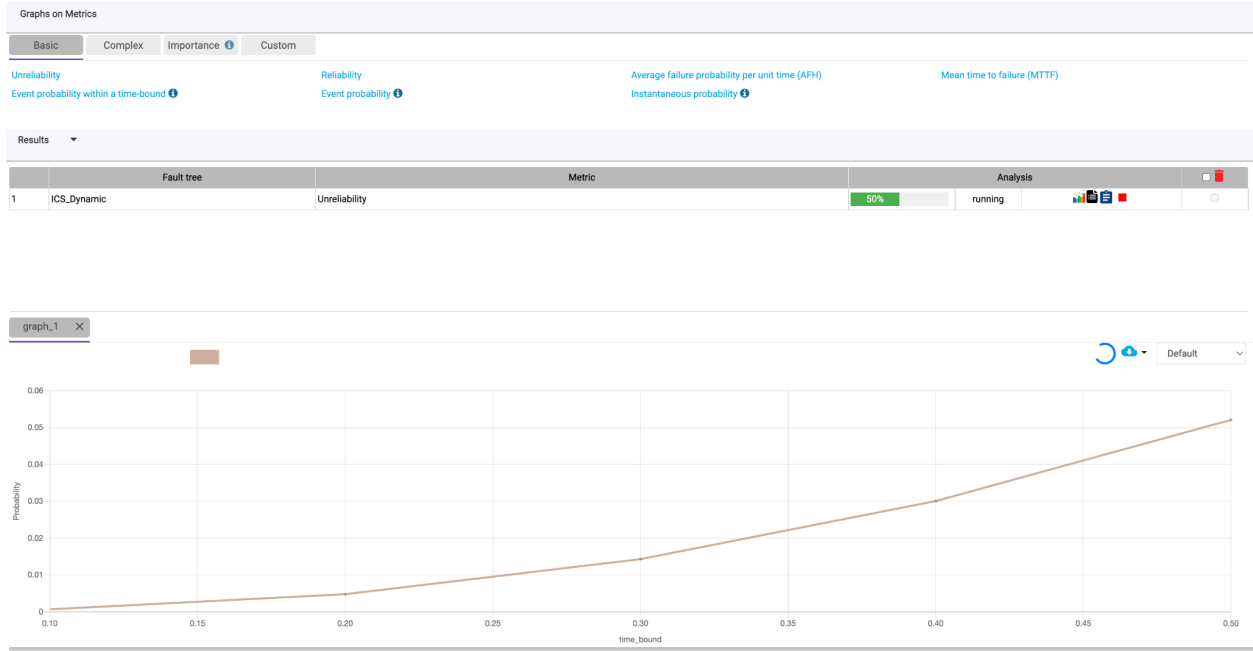 Graphs on Metrics
Basic Complex Importance Custom
Unreliability Reliability Average failure probability per unit time (AFH) Mean time to failure (MTTF)
Event probability within a time-bound Event probability Instantaneous probability
Results
Fault tree Metric Analysis
1 ICS_Dynamic Unreliability 50% running
graph_1
Default
0.06
0.05
0.04
0.03
0.02
0.01
0
Probability
0.10 0.15 0.20 0.25 0.30 0.35 0.40 0.45 0.50
time_bound